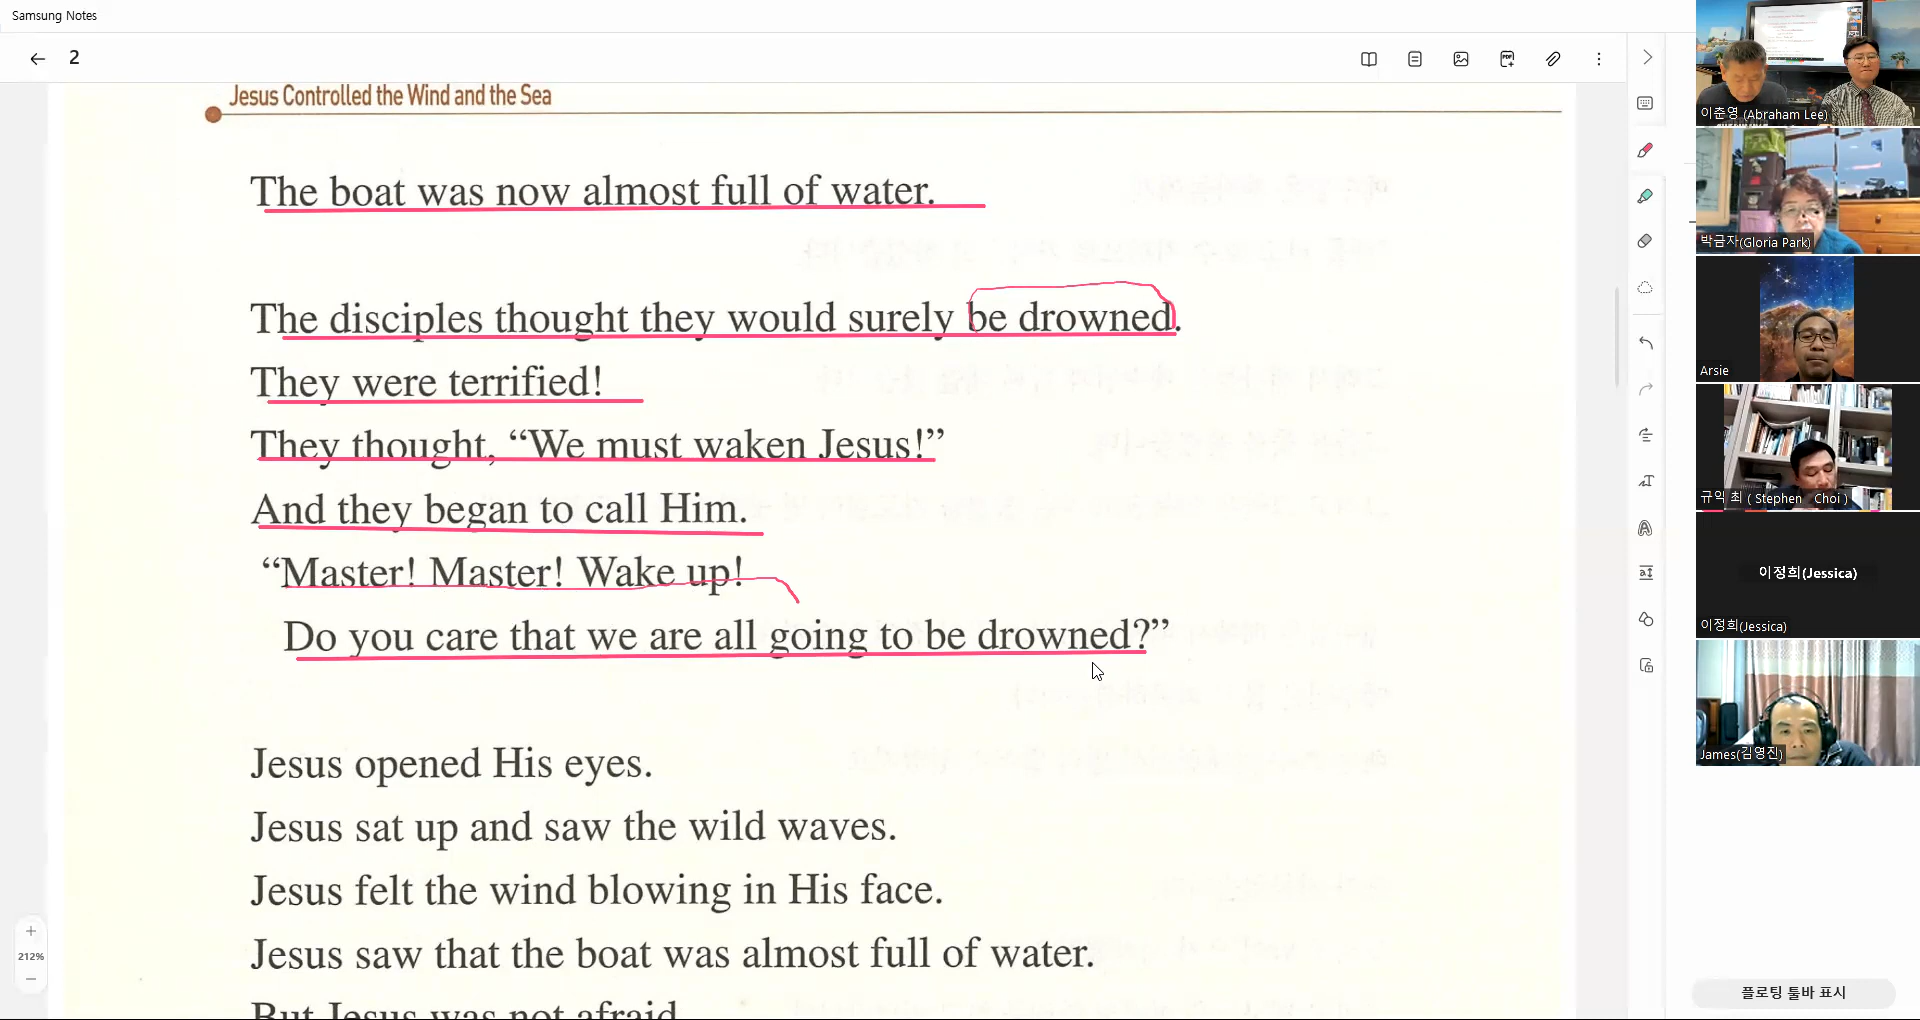 Samsung Notes
2
Jesus Controlled the Wind and the Sea
The boat was now almost full of water.
The disciples thought they would surely be drowned.
They were terrified!
They thought, “We must waken Jesus!”
And they began to call Him.
“Master! Master! Wake up!
Do you care that we are all going to be drowned?”
Jesus opened His eyes.
Jesus sat up and saw the wild waves.
Jesus felt the wind blowing in His face.
Jesus saw that the boat was almost full of water.
But Jesus was not afraid
212%
이춘영 (Abraham Lee)
박금자(Gloria Park)
Arsie
규익 최 ( Stephen Choi )
이정희(Jessica)
이정희(Jessica)
James(김영진)
플로팅 툴바 표시